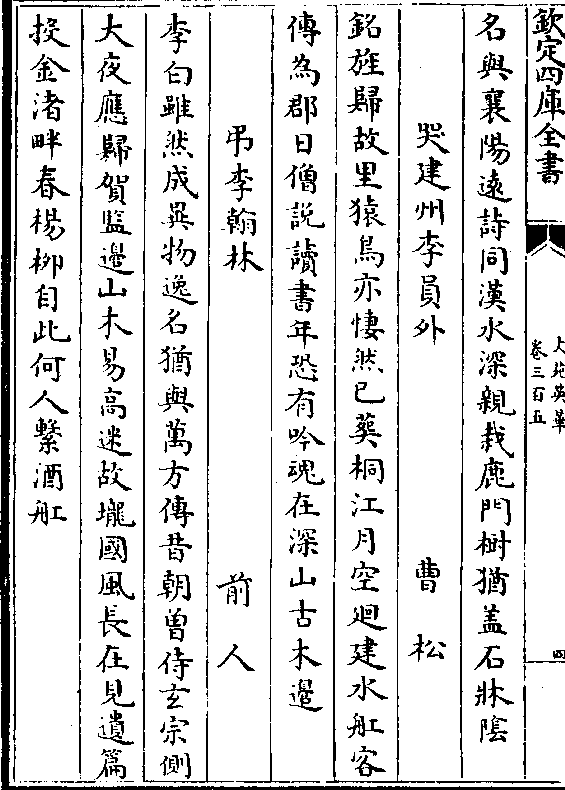 欽定四庫全書
文苑英華
卷三百五
四
名與襄陽遠詩同漢水深親栽鹿門樹猶盖石牀陰
哭建州李員外　曹松
銘旌歸故里猿鳥亦悽然已葬桐江月空廻建水舡客
傳為郡日僧説讀書年恐有吟魂在深山古木邉
弔李翰林　前人
李白雖然成異物逸名猶與萬方傳昔朝曽侍玄宗側
大夜應歸賀監邉山木易高迷故壠國風長在見遺篇
投金渚畔春楊柳自此何人繫酒舡